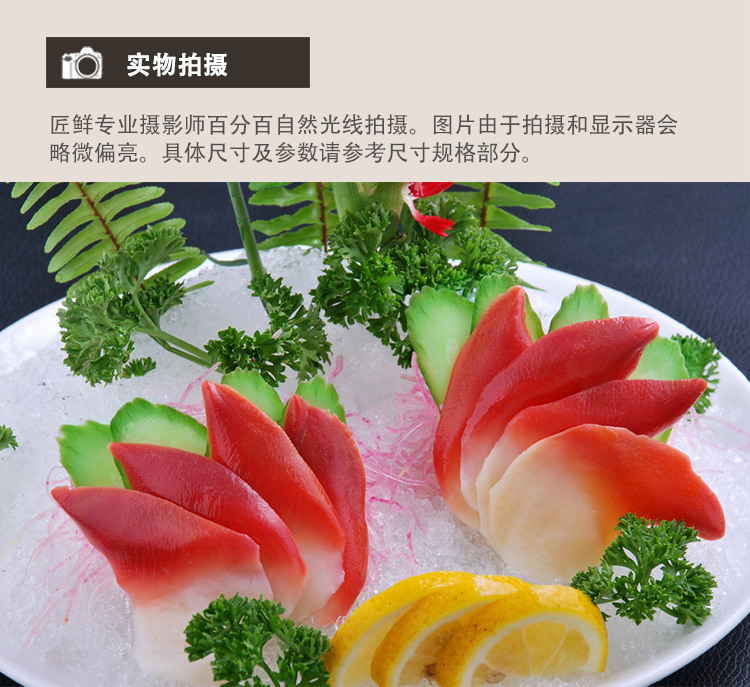 实物拍摄
匠鲜专业摄影师百分百自然光线拍摄。图片由于拍摄和显示器会
略微偏亮。具体尺寸及参数请参考尺寸规格部分。